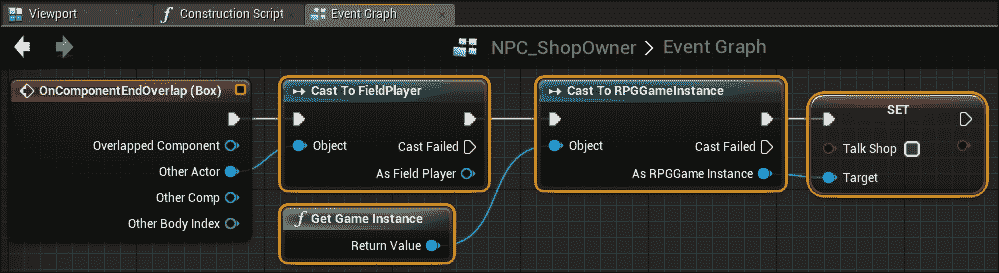 Viewport
f Construction Script
Event Graph
NPC_ShopOwner > Event Graph
OnComponentEndOverlap (Box)
Overlapped Component
Other Actor
Other Comp
Other Body Index
Cast To FieldPlayer
Object
Cast Failed
As Field Player
f Get Game Instance
Return Value
Cast To RPGGameInstance
Object
Cast Failed
As RPGGame Instance
SET
Talk Shop
Target